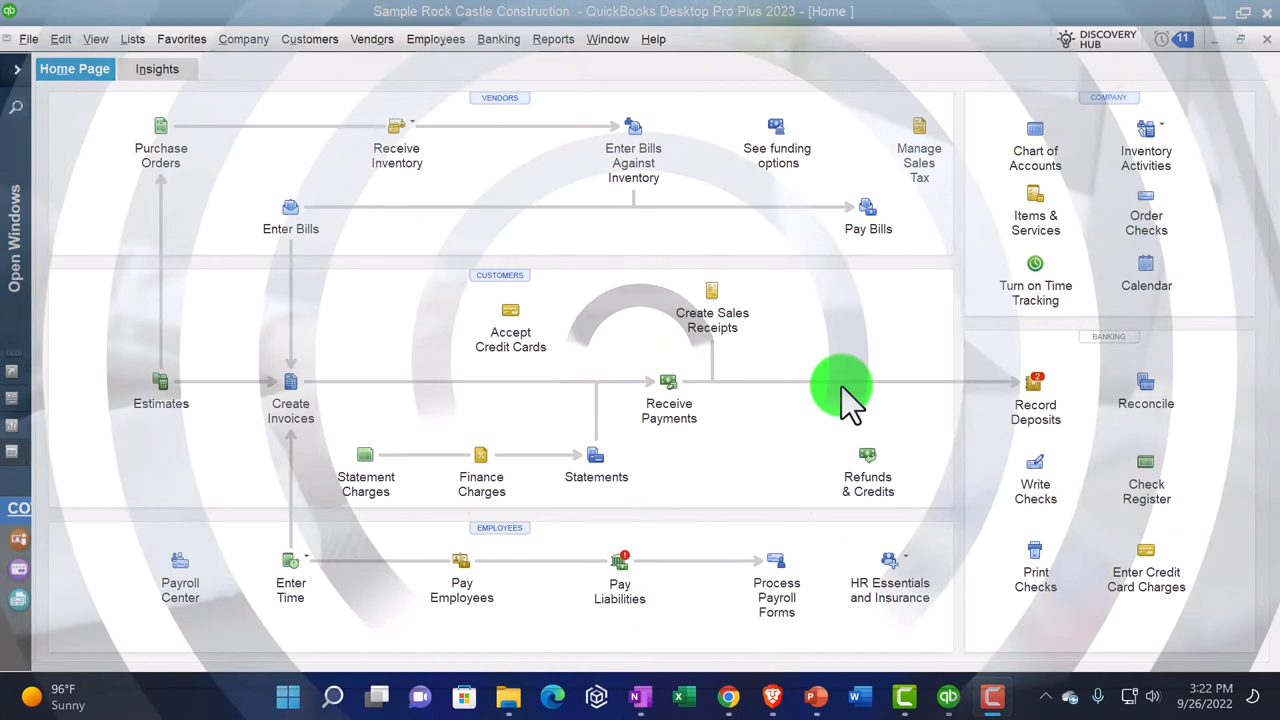 Sample Rock Castle Construction - QuickBooks Desktop Pro Plus 2023 - [Home ]
File Edit View Lists Favorites Company Customers Vendors Employees Banking Reports Window Help
DISCOVERY
HUB
11
Home Page
Insights
Open Windows
VENDORS
Purchase
Orders
Receive
Inventory
Enter Bills
Against
Inventory
See funding
options
Manage
Sales
Tax
Enter Bills
Pay Bills
CUSTOMERS
Accept
Credit Cards
Create Sales
Receipts
Estimates
Create
Invoices
Receive
Payments
Statement
Charges
Finance
Charges
Statements
Refunds
& Credits
EMPLOYEES
Payroll
Center
Enter
Time
Pay
Employees
Pay
Liabilities
Process
Payroll
Forms
HR Essentials
and Insurance
COMPANY
Chart of
Accounts
Inventory
Activities
Items &
Services
Order
Checks
Turn on Time
Tracking
Calendar
BANKING
2
Record
Deposits
Reconcile
Write
Checks
Check
Register
Print
Checks
Enter Credit
Card Charges
96°F
Sunny
3:22 PM
9/26/2022